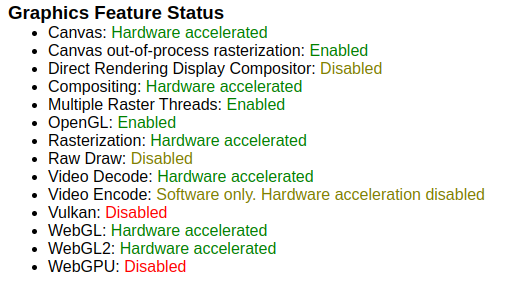 Graphics Feature Status
Canvas: Hardware accelerated
Canvas out-of-process rasterization: Enabled
Direct Rendering Display Compositor: Disabled
Compositing: Hardware accelerated
Multiple Raster Threads: Enabled
OpenGL: Enabled
Rasterization: Hardware accelerated
Raw Draw: Disabled
Video Decode: Hardware accelerated
Video Encode: Software only. Hardware acceleration disabled
Vulkan: Disabled
WebGL: Hardware accelerated
WebGL2: Hardware accelerated
WebGPU: Disabled